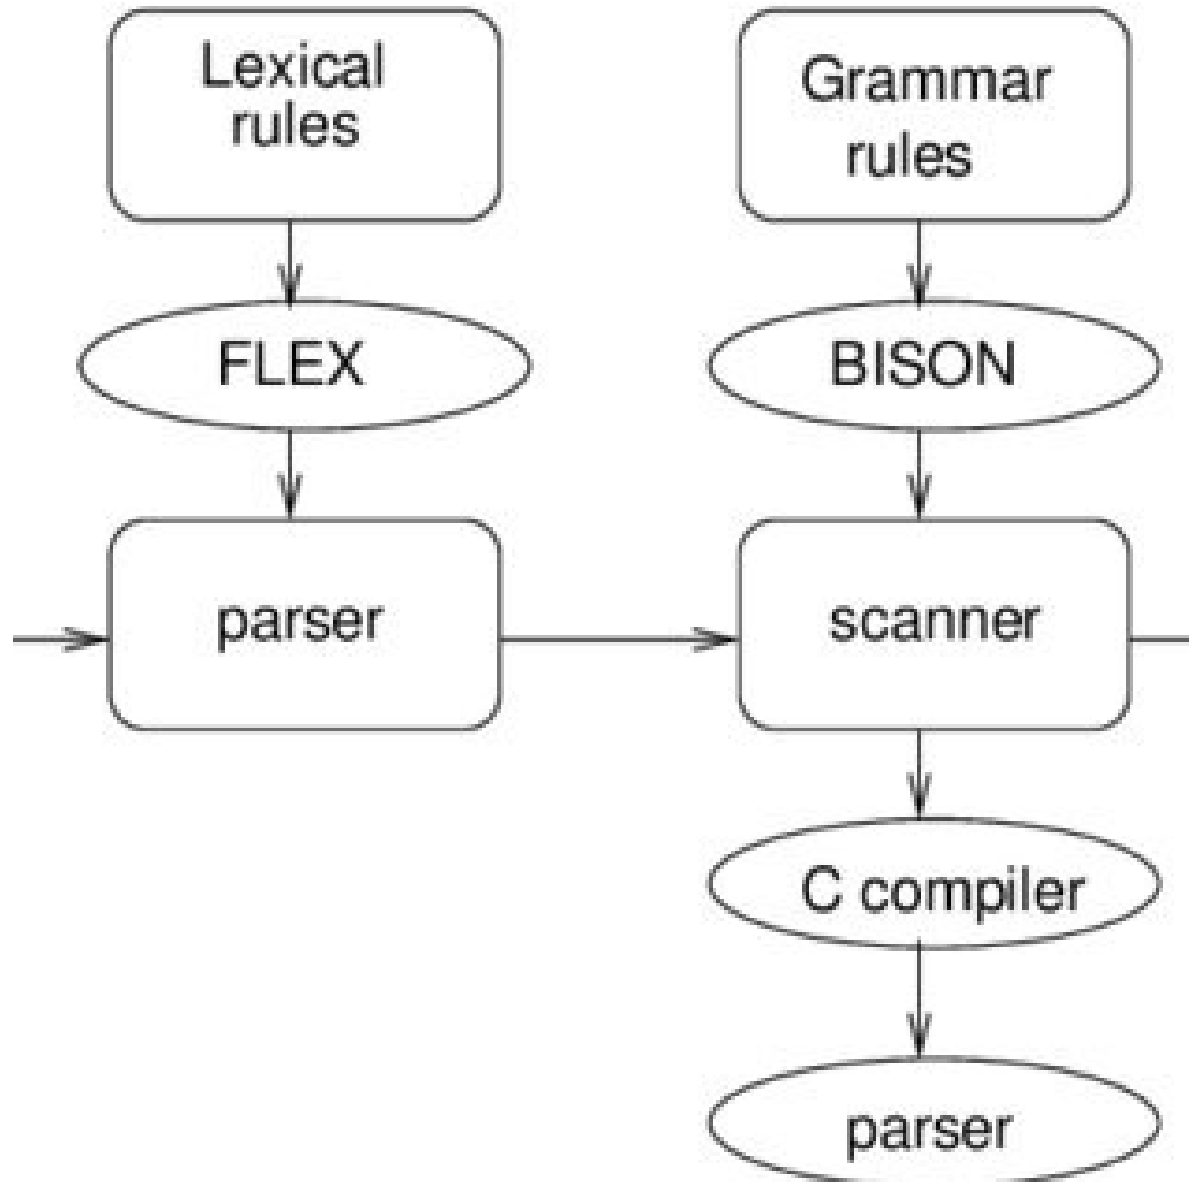 Lexical
rules
Grammar
rules
FLEX
BISON
parser
scanner
C compiler
parser